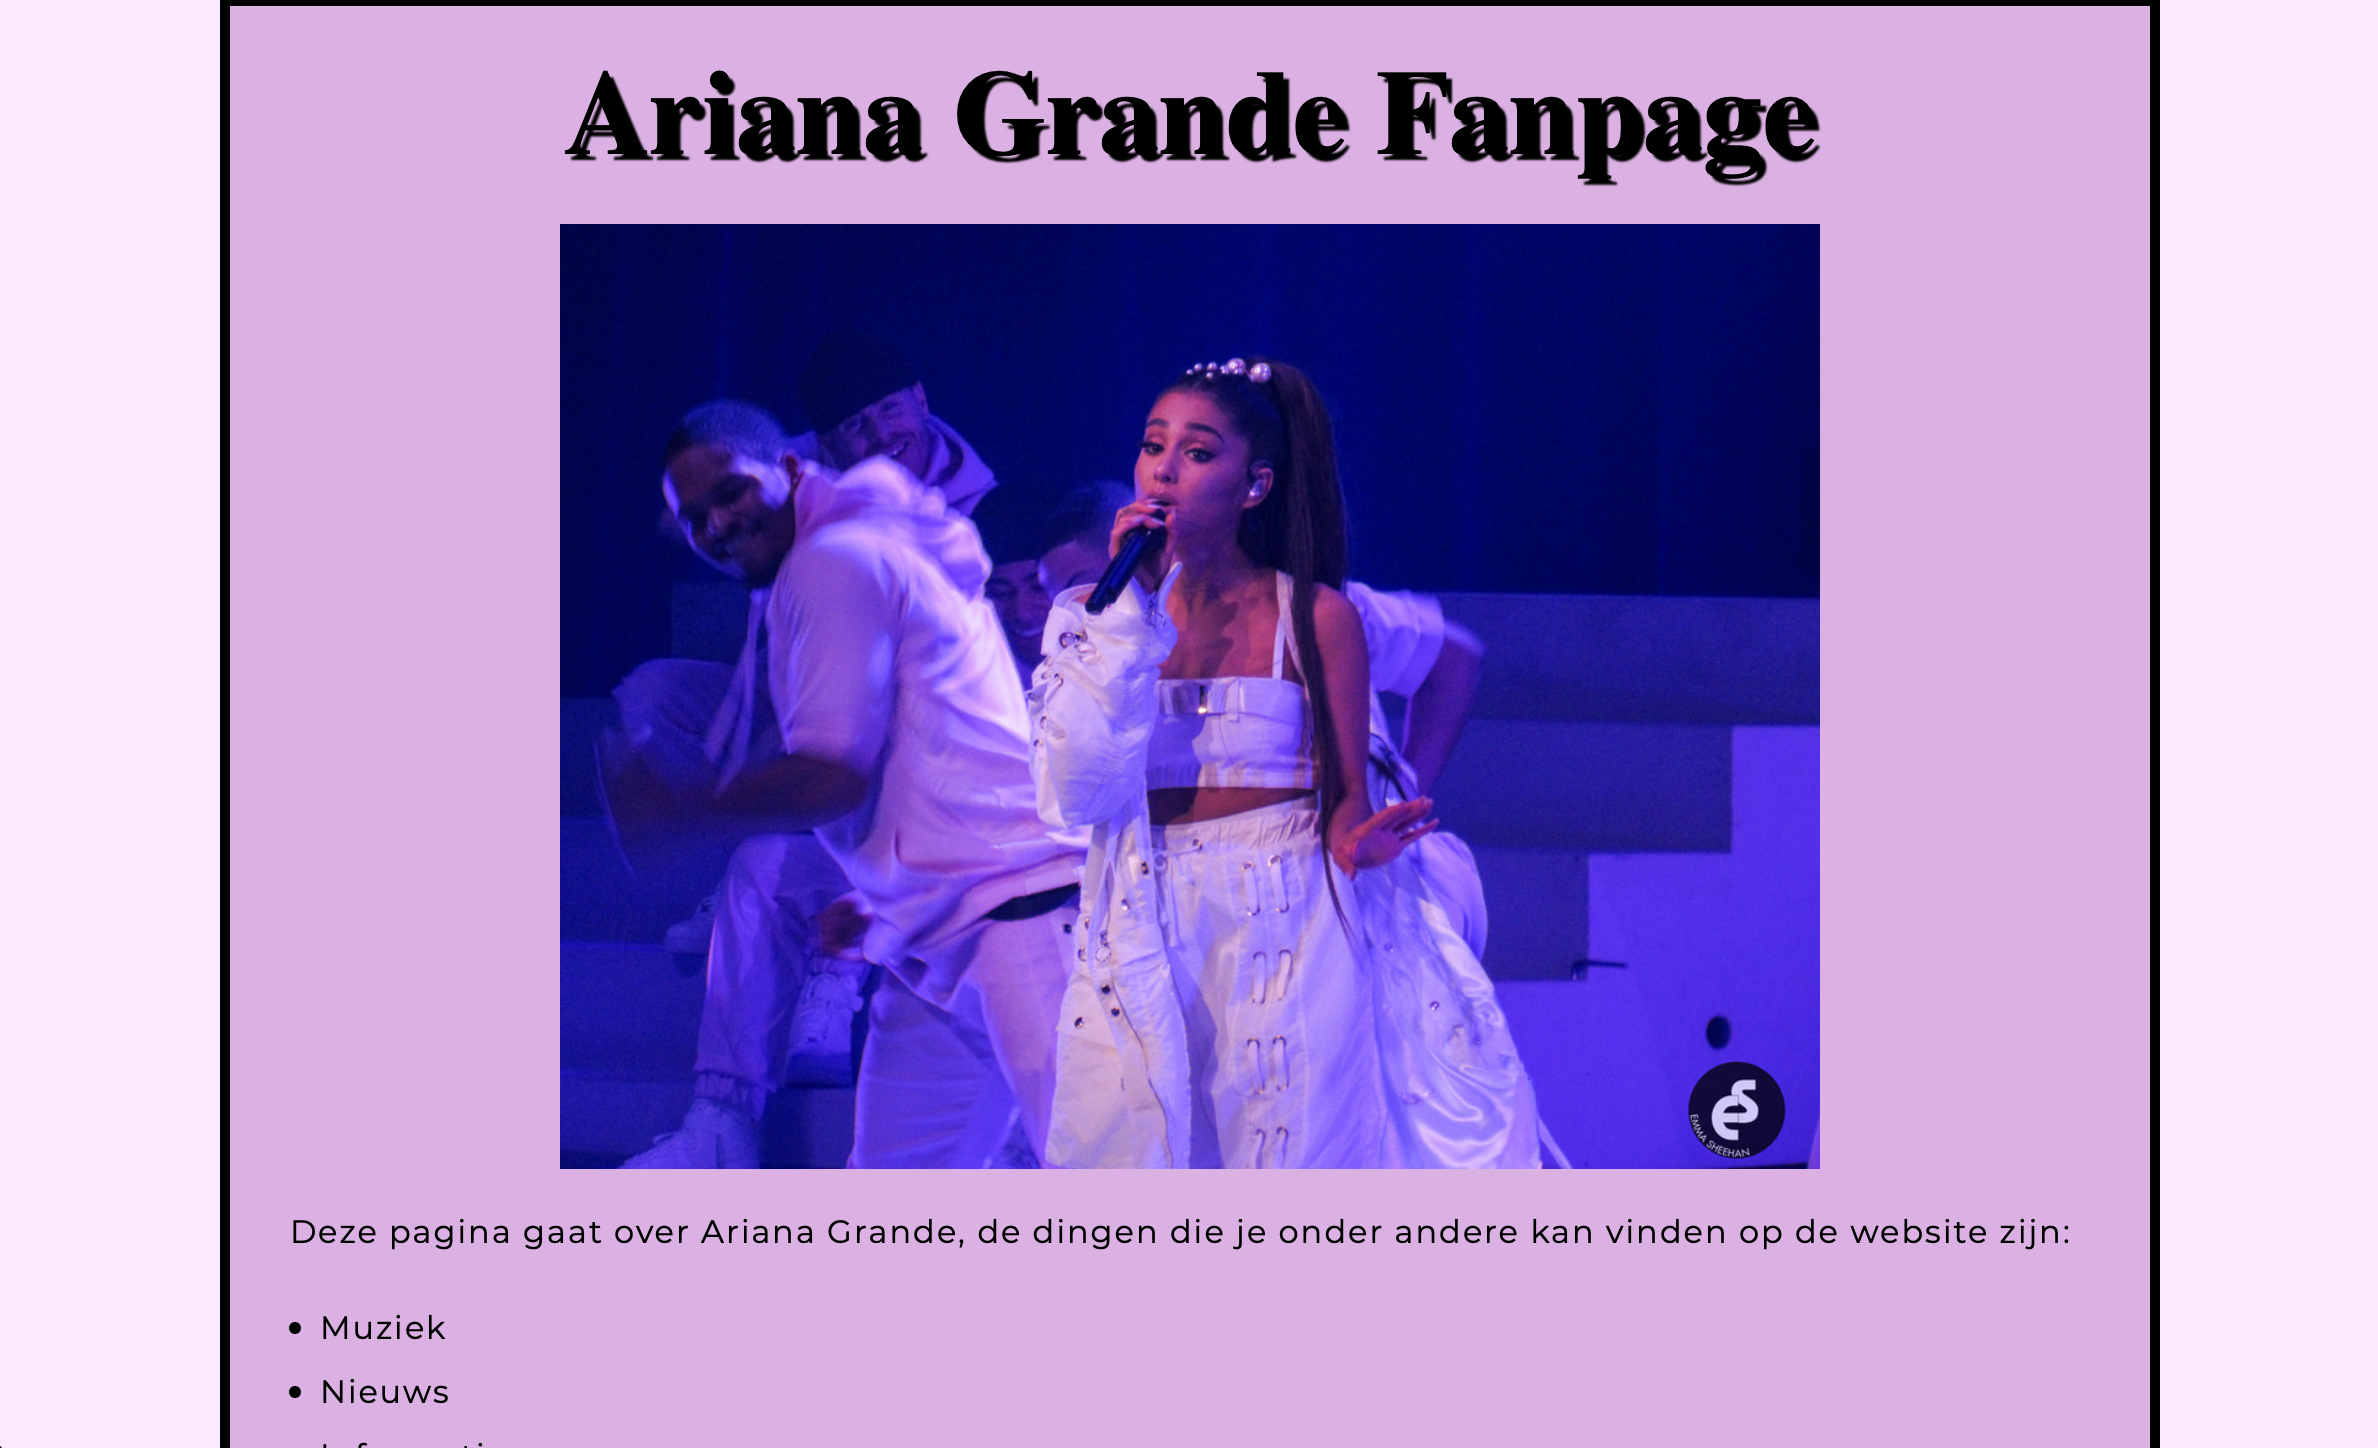 Ariana Grande Fanpage
eS
EMMA SHEEHAN
Deze pagina gaat over Ariana Grande, de dingen die je onder andere kan vinden op de website zijn:
• Muziek
• Nieuws